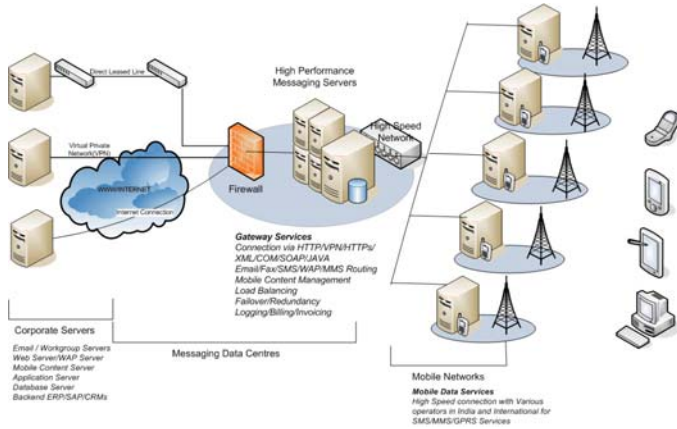 Direct Leased Line
High Performance
Messaging Servers
High Speed
Network
Virtual Private
Network(VPN)
WWW/INTERNET
Internet Connection
Firewall
Gateway Services
Connection via HTTP/VPN/HTTPs/
XML/COM/SOAP/JAVA
Email/Fax/SMS/WAP/MMS Routing
Mobile Content Management
Load Balancing
Failover/Redundancy
Logging/Billing/Invoicing
Corporate Servers
Email / Workgroup Servers
Web Server/WAP Server
Mobile Content Server
Application Server
Database Server
Backend ERP/SAP/CRMs
Messaging Data Centres
Mobile Networks
Mobile Data Services
High Speed connection with Various
operators in India and International for
SMS/MMS/GPRS Services